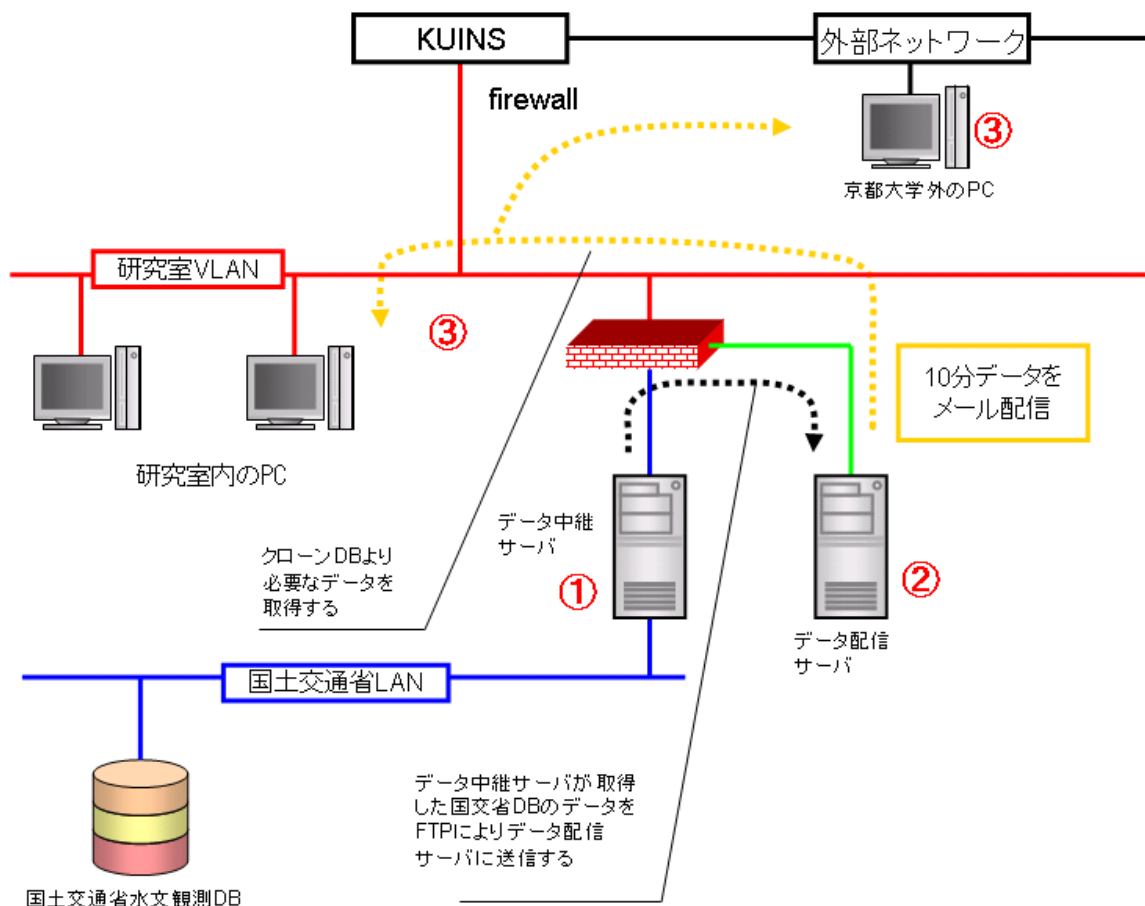 KUINS
外部ネットワーク
firewall
③
京都大学外のPC
研究室VLAN
③
10分データを
メール配信
研究室内のPC
データ中継
サーバ
①
②
クローンDBより
必要なデータを
取得する
データ配信
サーバ
国土交通省LAN
データ中継サーバが取得
した国交省DBのデータを
FTPによりデータ配信
サーバに送信する
国土交通省水文観測DB